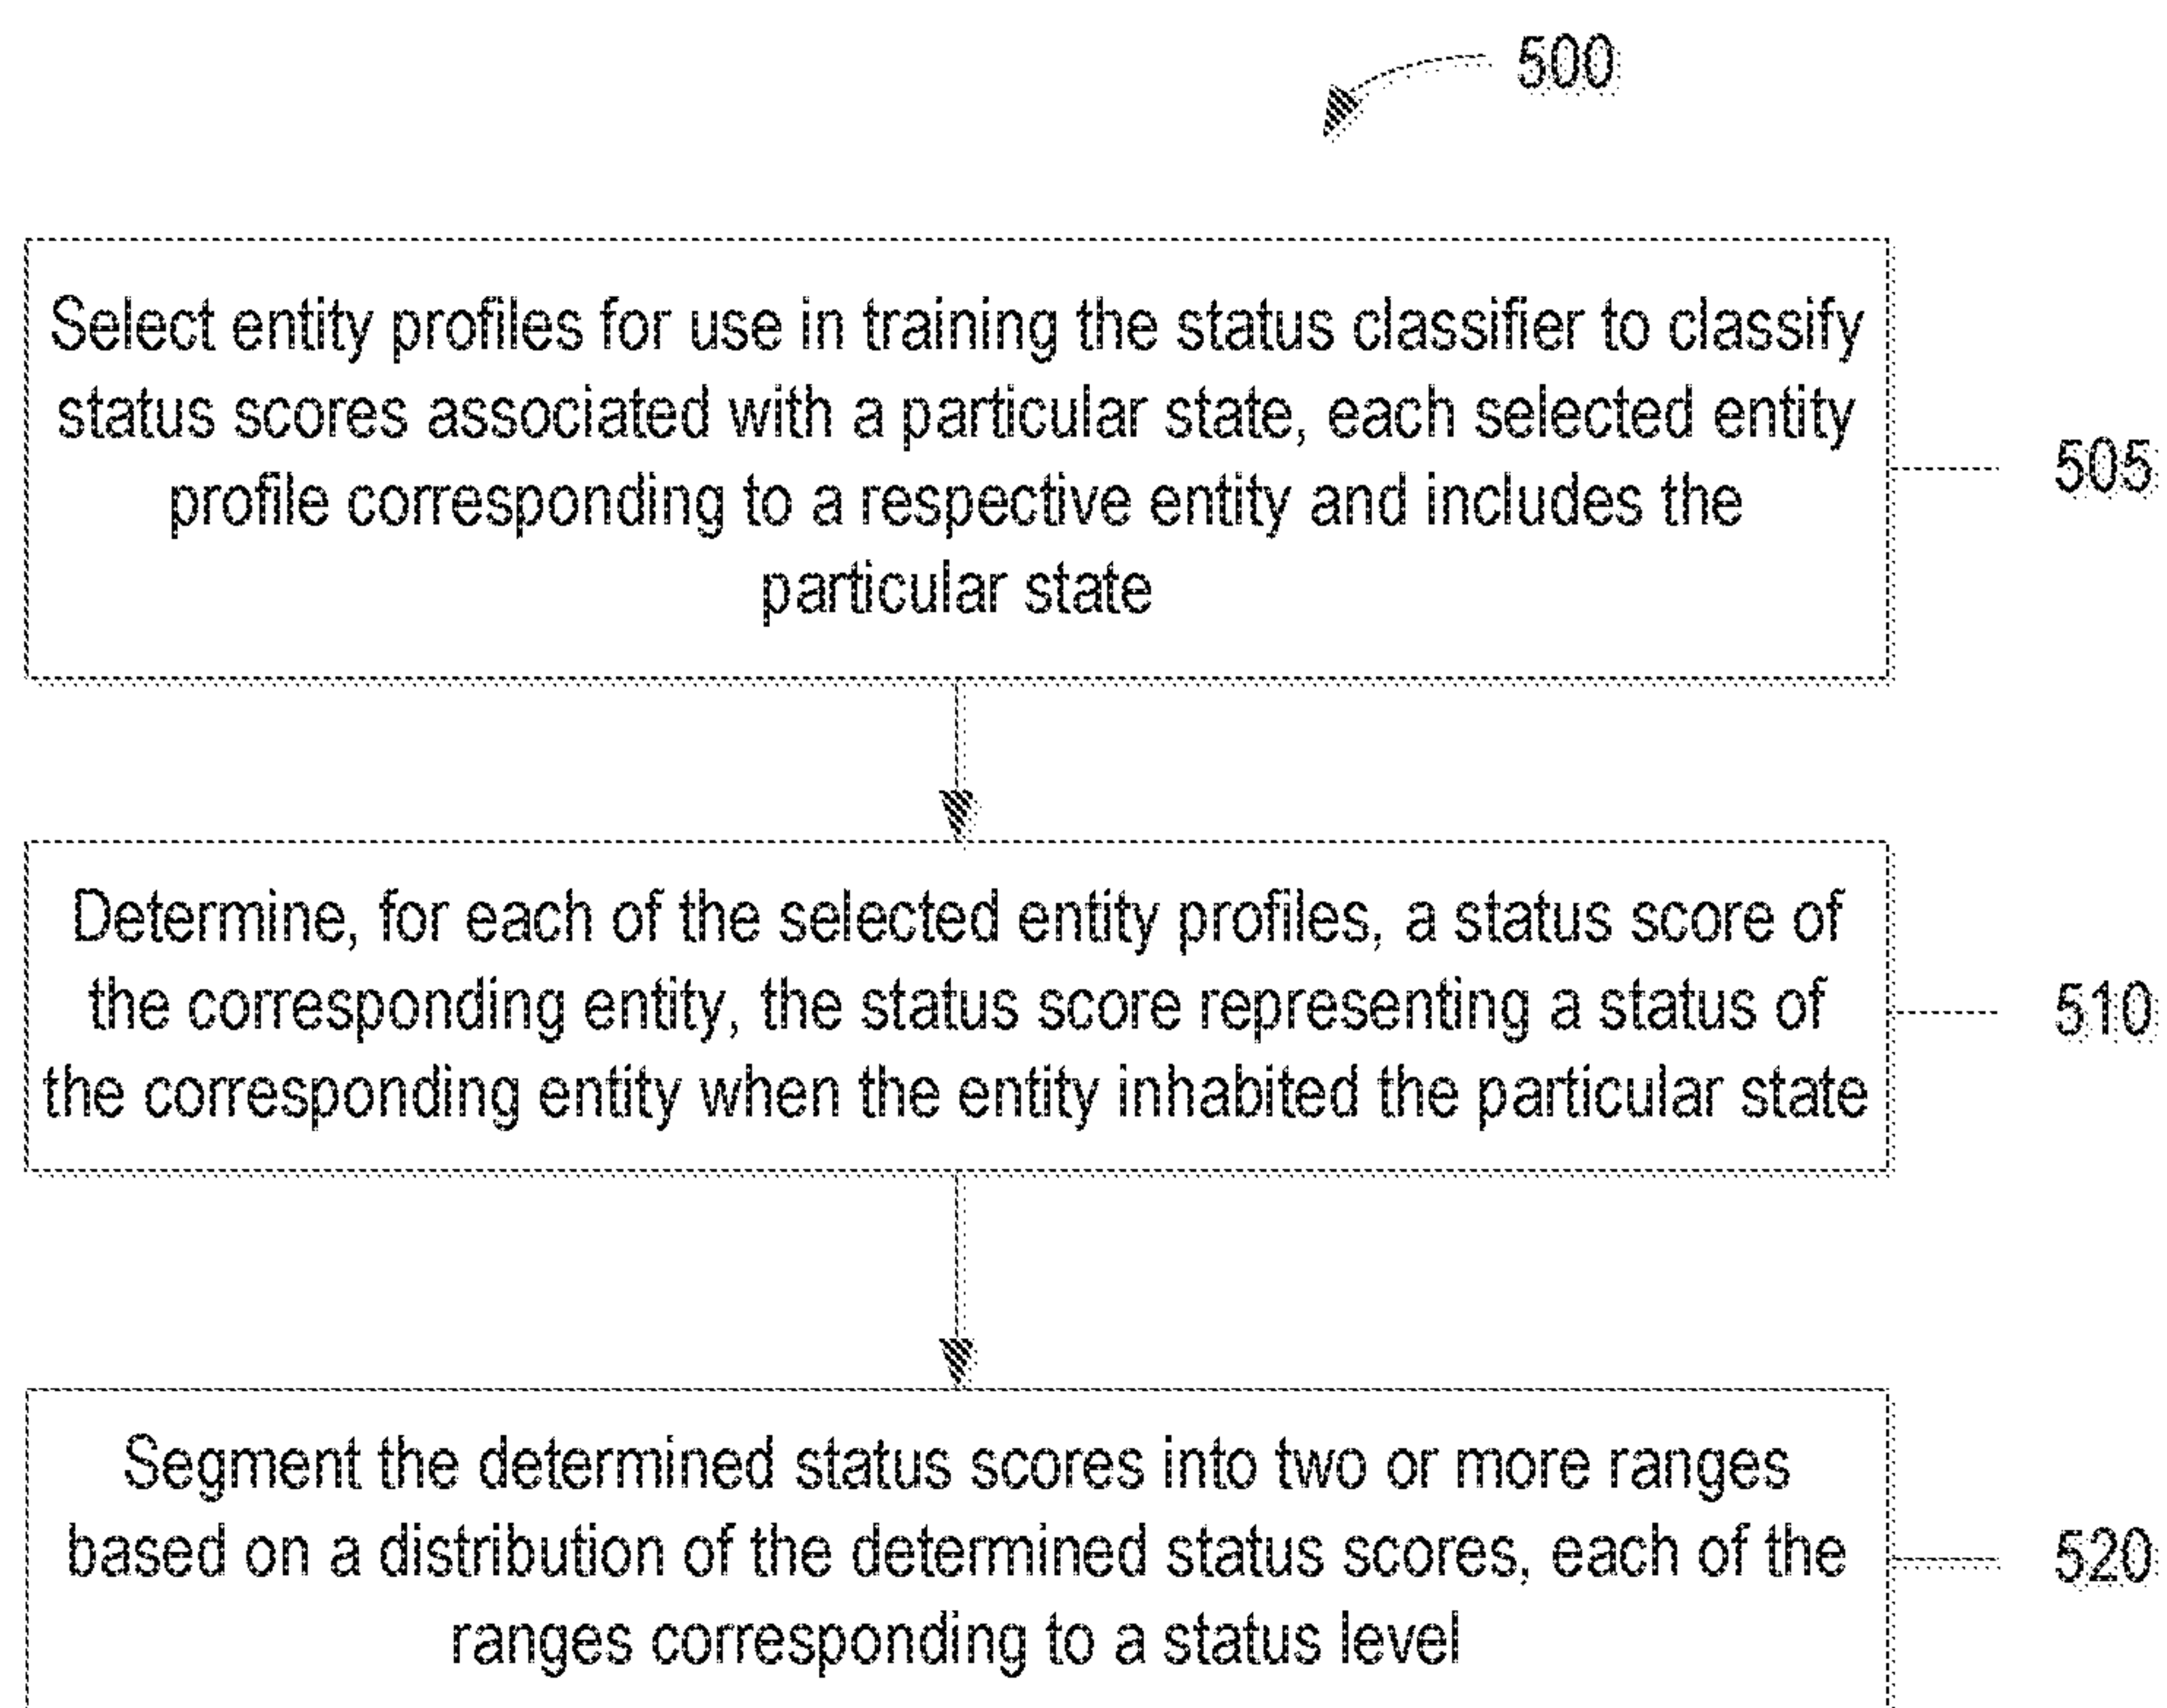 500
Select entity profiles for use in training the status classifier to classify
status scores associated with a particular state, each selected entity
profile corresponding to a respective entity and includes the
particular state
505
Determine, for each of the selected entity profiles, a status score of
the corresponding entity, the status score representing a status of
the corresponding entity when the entity inhabited the particular state
510
Segment the determined status scores into two or more ranges
based on a distribution of the determined status scores, each of the
ranges corresponding to a status level
520